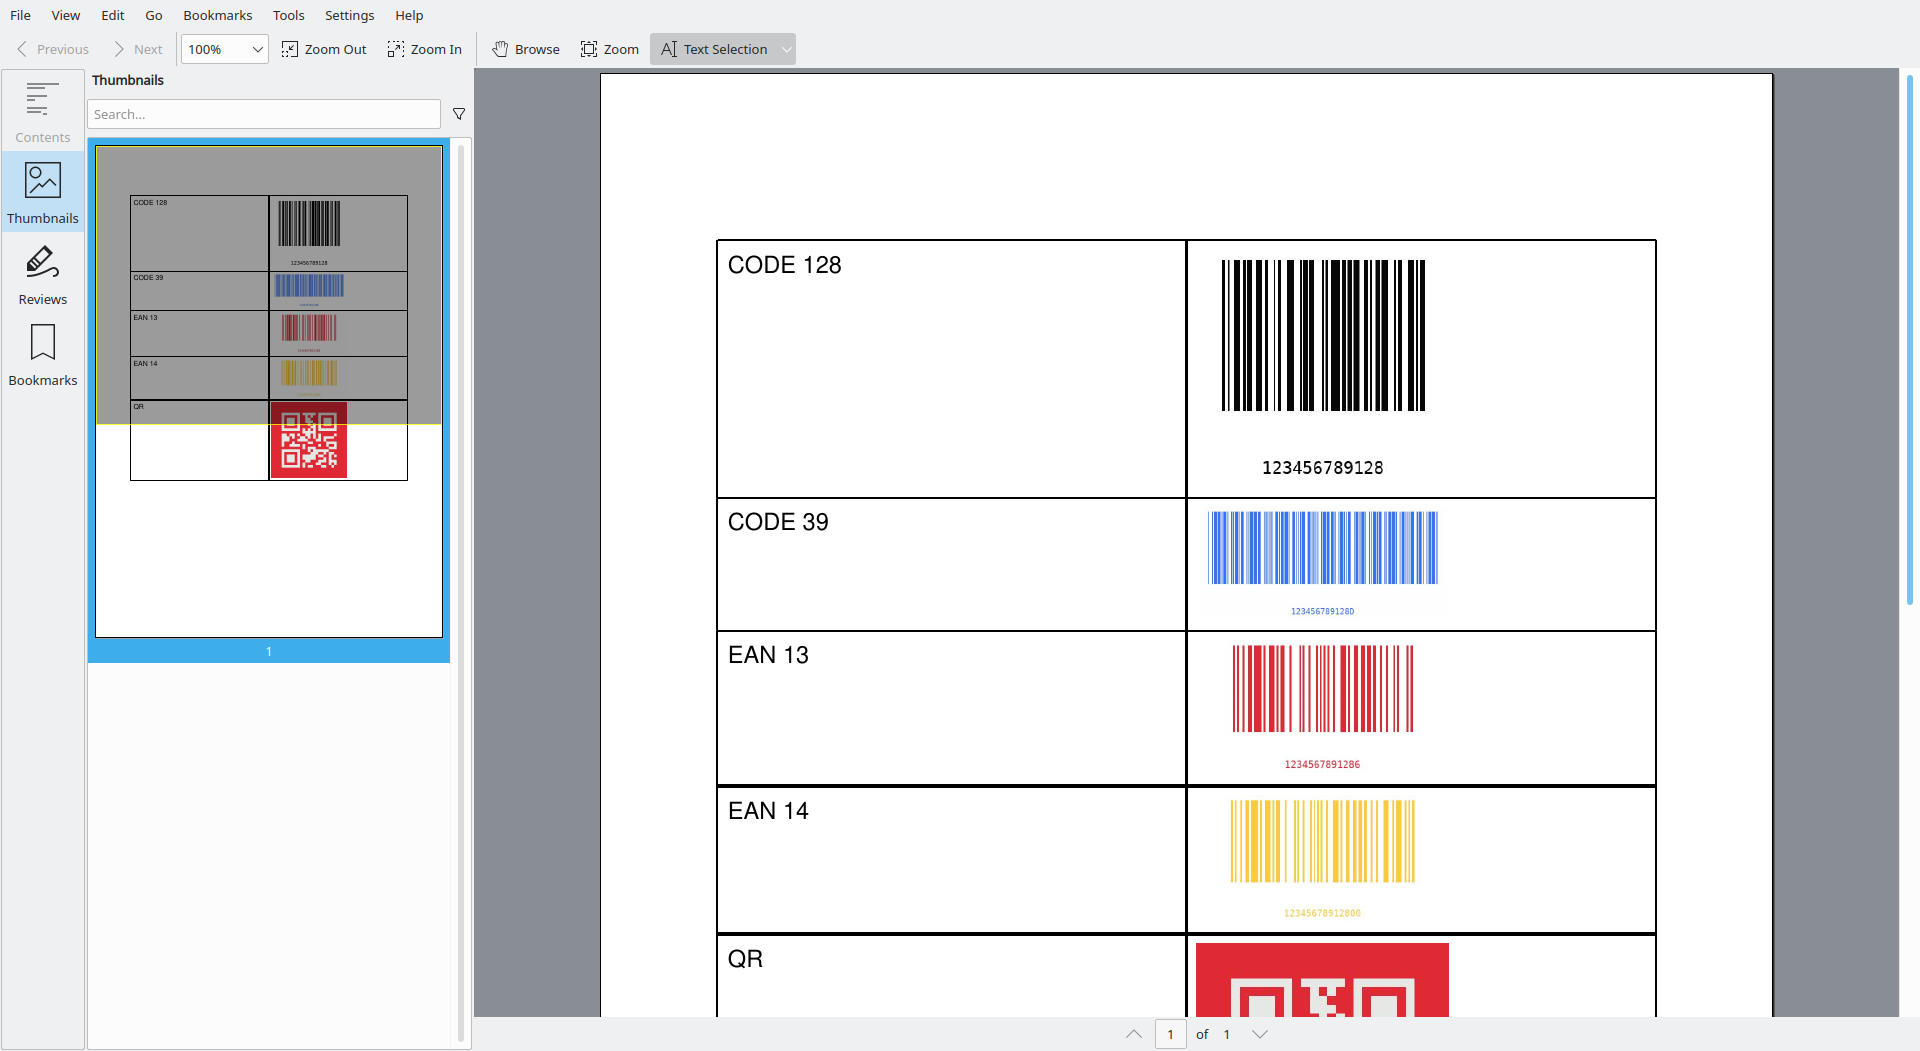 File View Edit Go Bookmarks Tools Settings Help
Previous Next 100% Zoom Out Zoom In Browse Zoom Text Selection
Contents
Thumbnails
Reviews
Bookmarks
Thumbnails
Search...
CODE 128
123456789128
CODE 39
EAN 13
EAN 14
QR
1
CODE 128
123456789128
CODE 39
123456789128D
EAN 13
1234567891286
EAN 14
12345678912800
QR
1 of 1